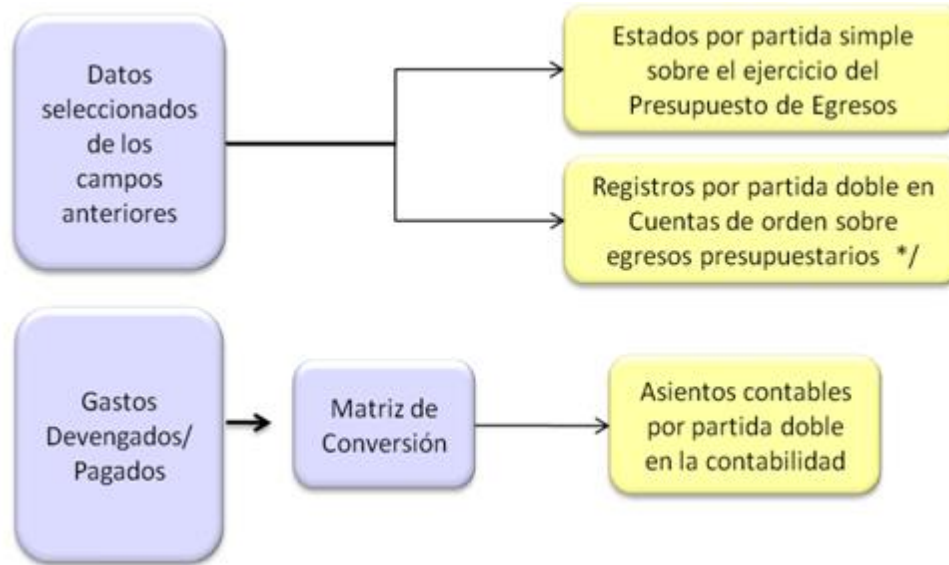 Datos
seleccionados
de los
campos
anteriores
Estados por partida simple
sobre el ejercicio del
Presupuesto de Egresos
Registros por partida doble en
Cuentas de orden sobre
egresos presupuestarios */
Gastos
Devengados/
Pagados
Matriz de
Conversión
Asientos contables
por partida doble
en la contabilidad